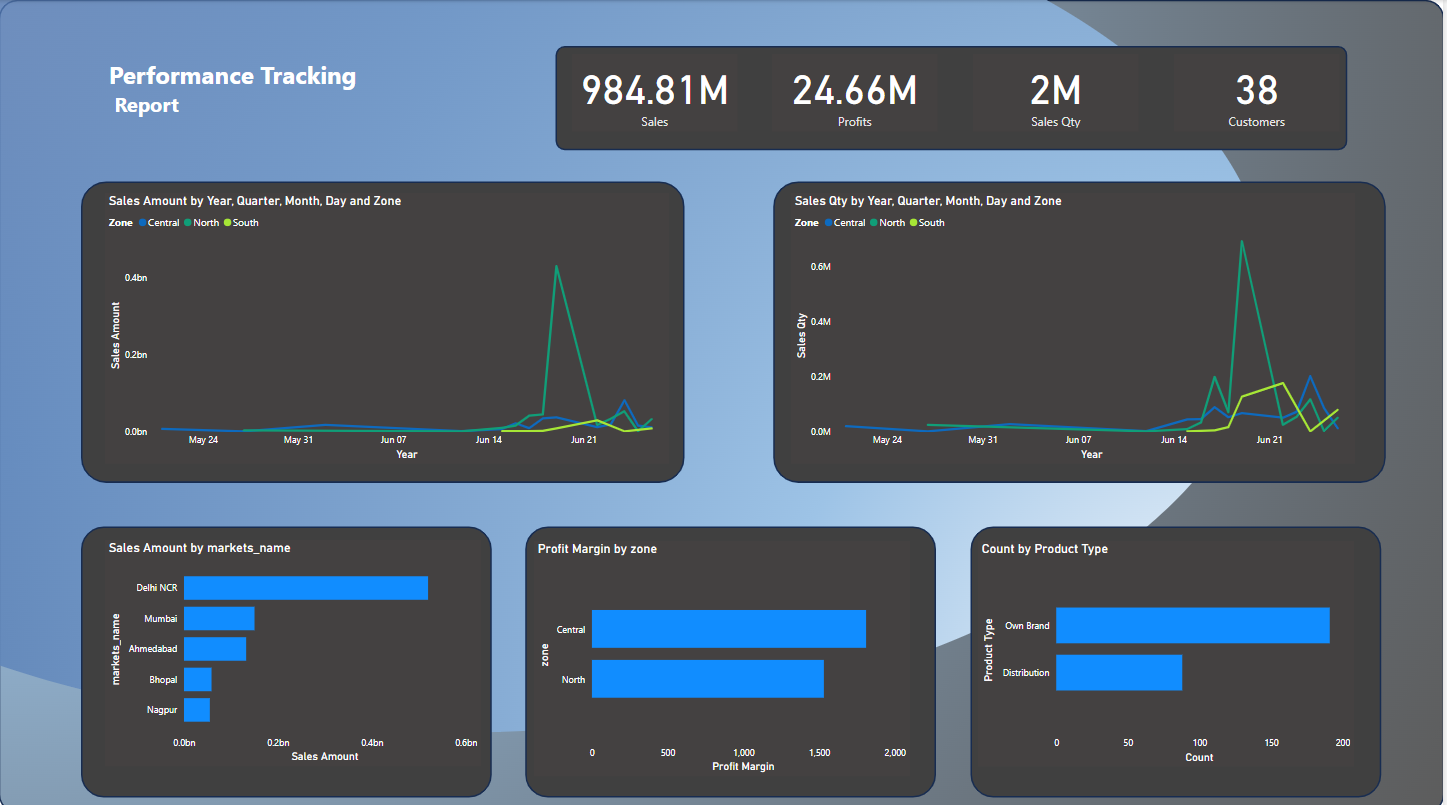 Performance Tracking
Report
984.81M
Sales
24.66M
Profits
2M
Sales Qty
38
Customers
Sales Amount by Year, Quarter, Month, Day and Zone
Zone Central North South
Sales Amount
0.4bn
0.2bn
0.0bn
May 24 May 31 Jun 07 Jun 14 Jun 21
Year
Sales Qty by Year, Quarter, Month, Day and Zone
Zone Central North South
Sales Qty
0.6M
0.4M
0.2M
0.0M
May 24 May 31 Jun 07 Jun 14 Jun 21
Year
Sales Amount by markets_name
markets_name
Delhi NCR
Mumbai
Ahmedabad
Bhopal
Nagpur
0.0bn 0.2bn 0.4bn 0.6bn
Sales Amount
Profit Margin by zone
zone
Central
North
0 500 1,000 1,500 2,000
Profit Margin
Count by Product Type
Product Type
Own Brand
Distribution
0 50 100 150 200
Count